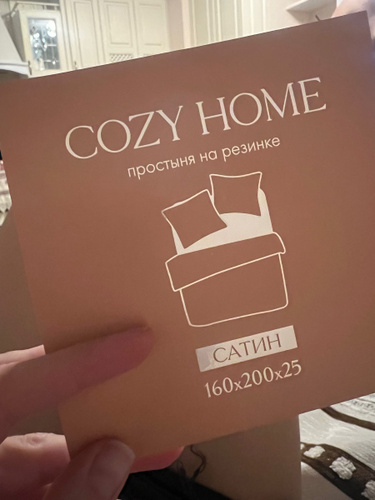 COZY HOME
простыня на резинке
САТИН
160x200x25